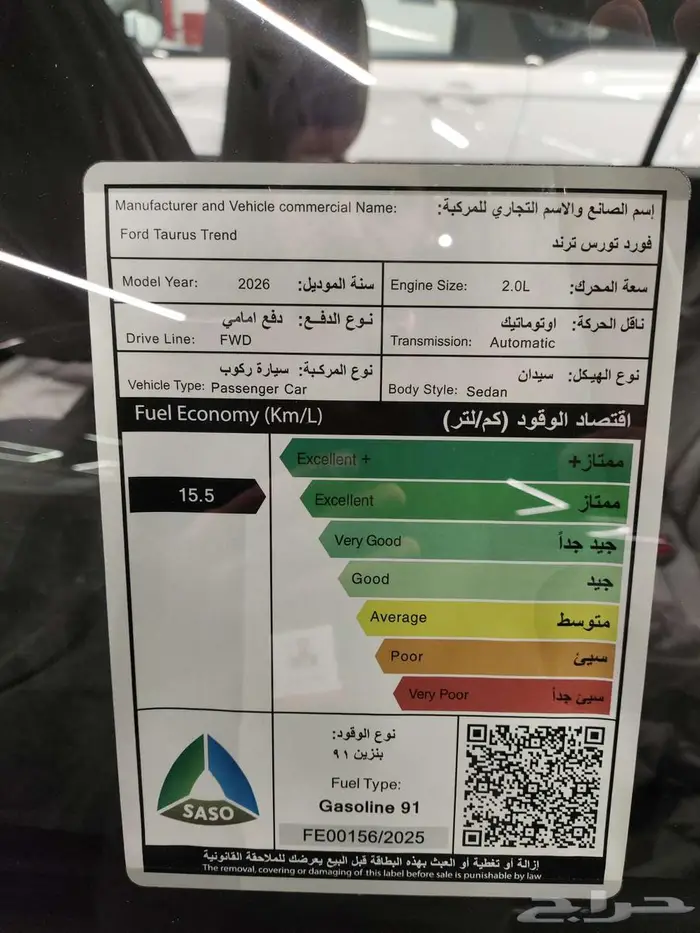 Manufacturer and Vehicle commercial Name: إسم الصانع والاسم التجاري للمركبة:
Ford Taurus Trend فورد تورس ترند
Model Year: 2026 سنة الموديل:
Engine Size: 2.0L سعة المحرك:
نوع الدفع: دفع امامي
Drive Line: FWD
ناقل الحركة: اوتوماتيك
Transmission: Automatic
نوع المركبة: سيارة ركوب
Vehicle Type: Passenger Car
نوع الهيكل: سيدان
Body Style: Sedan
Fuel Economy (Km/L) اقتصاد الوقود (كم/لتر)
Excellent + ممتاز+
15.5
Excellent ممتاز
Very Good جيد جداً
Good جيد
Average متوسط
Poor سيئ
Very Poor سيئ جداً
SASO
نوع الوقود:
بنزين ٩١
Fuel Type:
Gasoline 91
FE00156/2025
إزالة أو تغطية أو العبث بهذه البطاقة قبل البيع يعرضك للملاحقة القانونية
The removal, covering or damaging of this label before sale is punishable by law
حراج